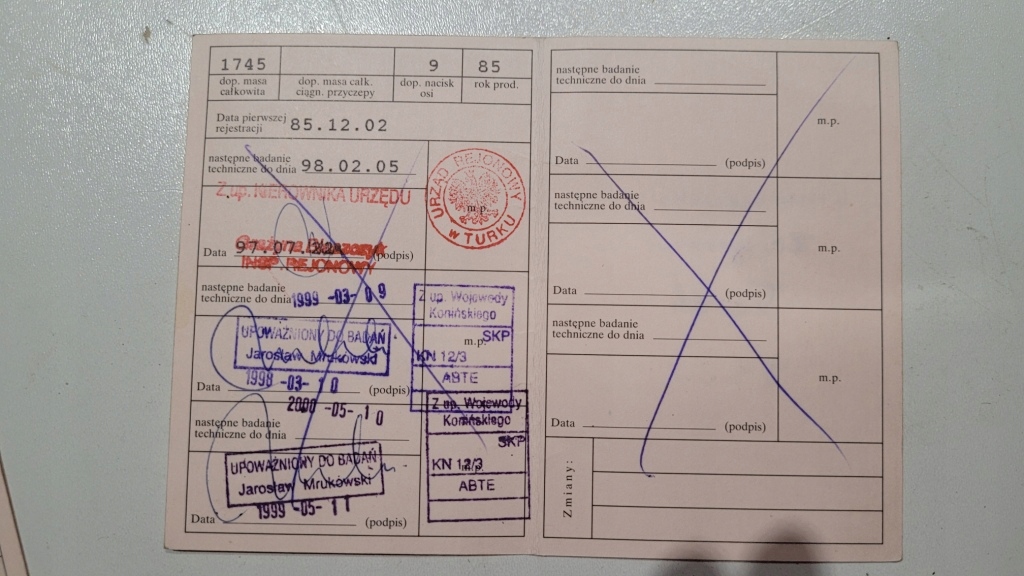 1745
9
85
dop. masa
całkowita
dop. masa całk.
ciągn. przyczepy
dop. nacisk
osi
rok prod.
Data pierwszej
rejestracji 85.12.02
następne badanie
techniczne do dnia 98.02.05
Z up. KIEROWNIKA URZĘDU
URZĄD REJONOWY
w TURKU
m.p.
Data 97.07. (podpis)
INSP. REJONOWY
następne badanie
techniczne do dnia 1999 -03- 09
Z up. Wojewody
Konińskiego
m.p. SKP
KN 12/3
ABTE
UPOWAŻNIONY DO BADAŃ
Jarosław Mrukowski
1998 -03- 10
Data (podpis)
2000 -05- 10
następne badanie
techniczne do dnia
Z up. Wojewody
Konińskiego
SKP
KN 12/3
ABTE
UPOWAŻNIONY DO BADAŃ
Jarosław Mrukowski
1999 -05- 11
Data (podpis)
następne badanie
techniczne do dnia
m.p.
Data (podpis)
następne badanie
techniczne do dnia
m.p.
Data (podpis)
następne badanie
techniczne do dnia
m.p.
Data (podpis)
Zmiany: